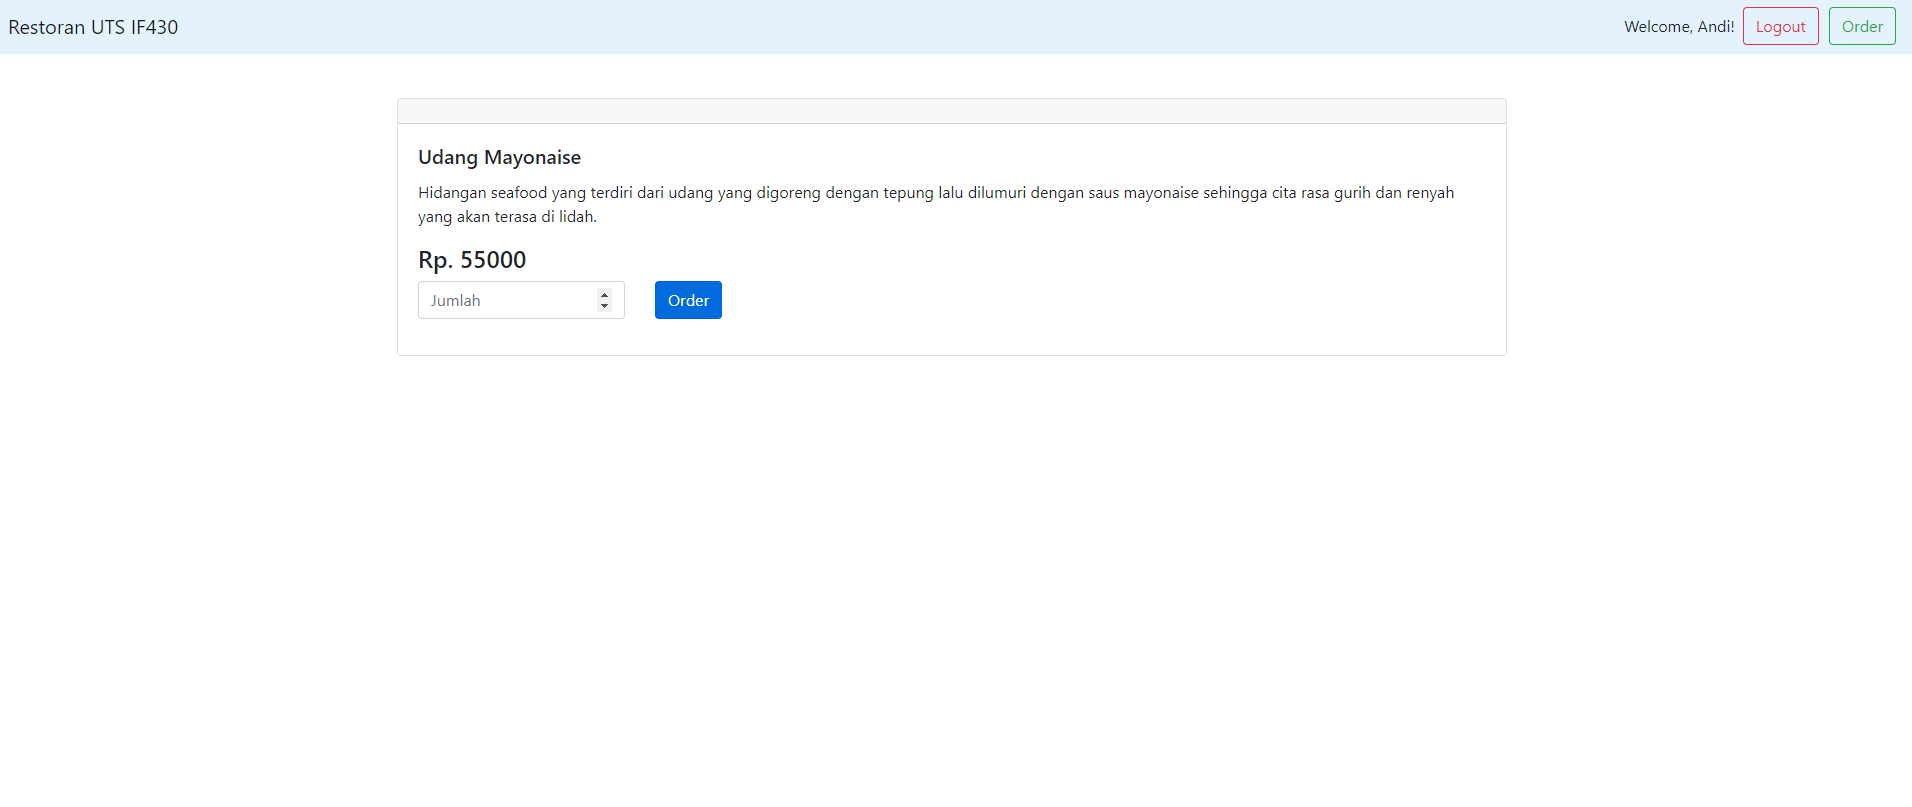 Restoran UTS IF430
Welcome, Andi! Logout Order
Udang Mayonaise
Hidangan seafood yang terdiri dari udang yang digoreng dengan tepung lalu dilumuri dengan saus mayonaise sehingga cita rasa gurih dan renyah
yang akan terasa di lidah.
Rp. 55000
Jumlah Order